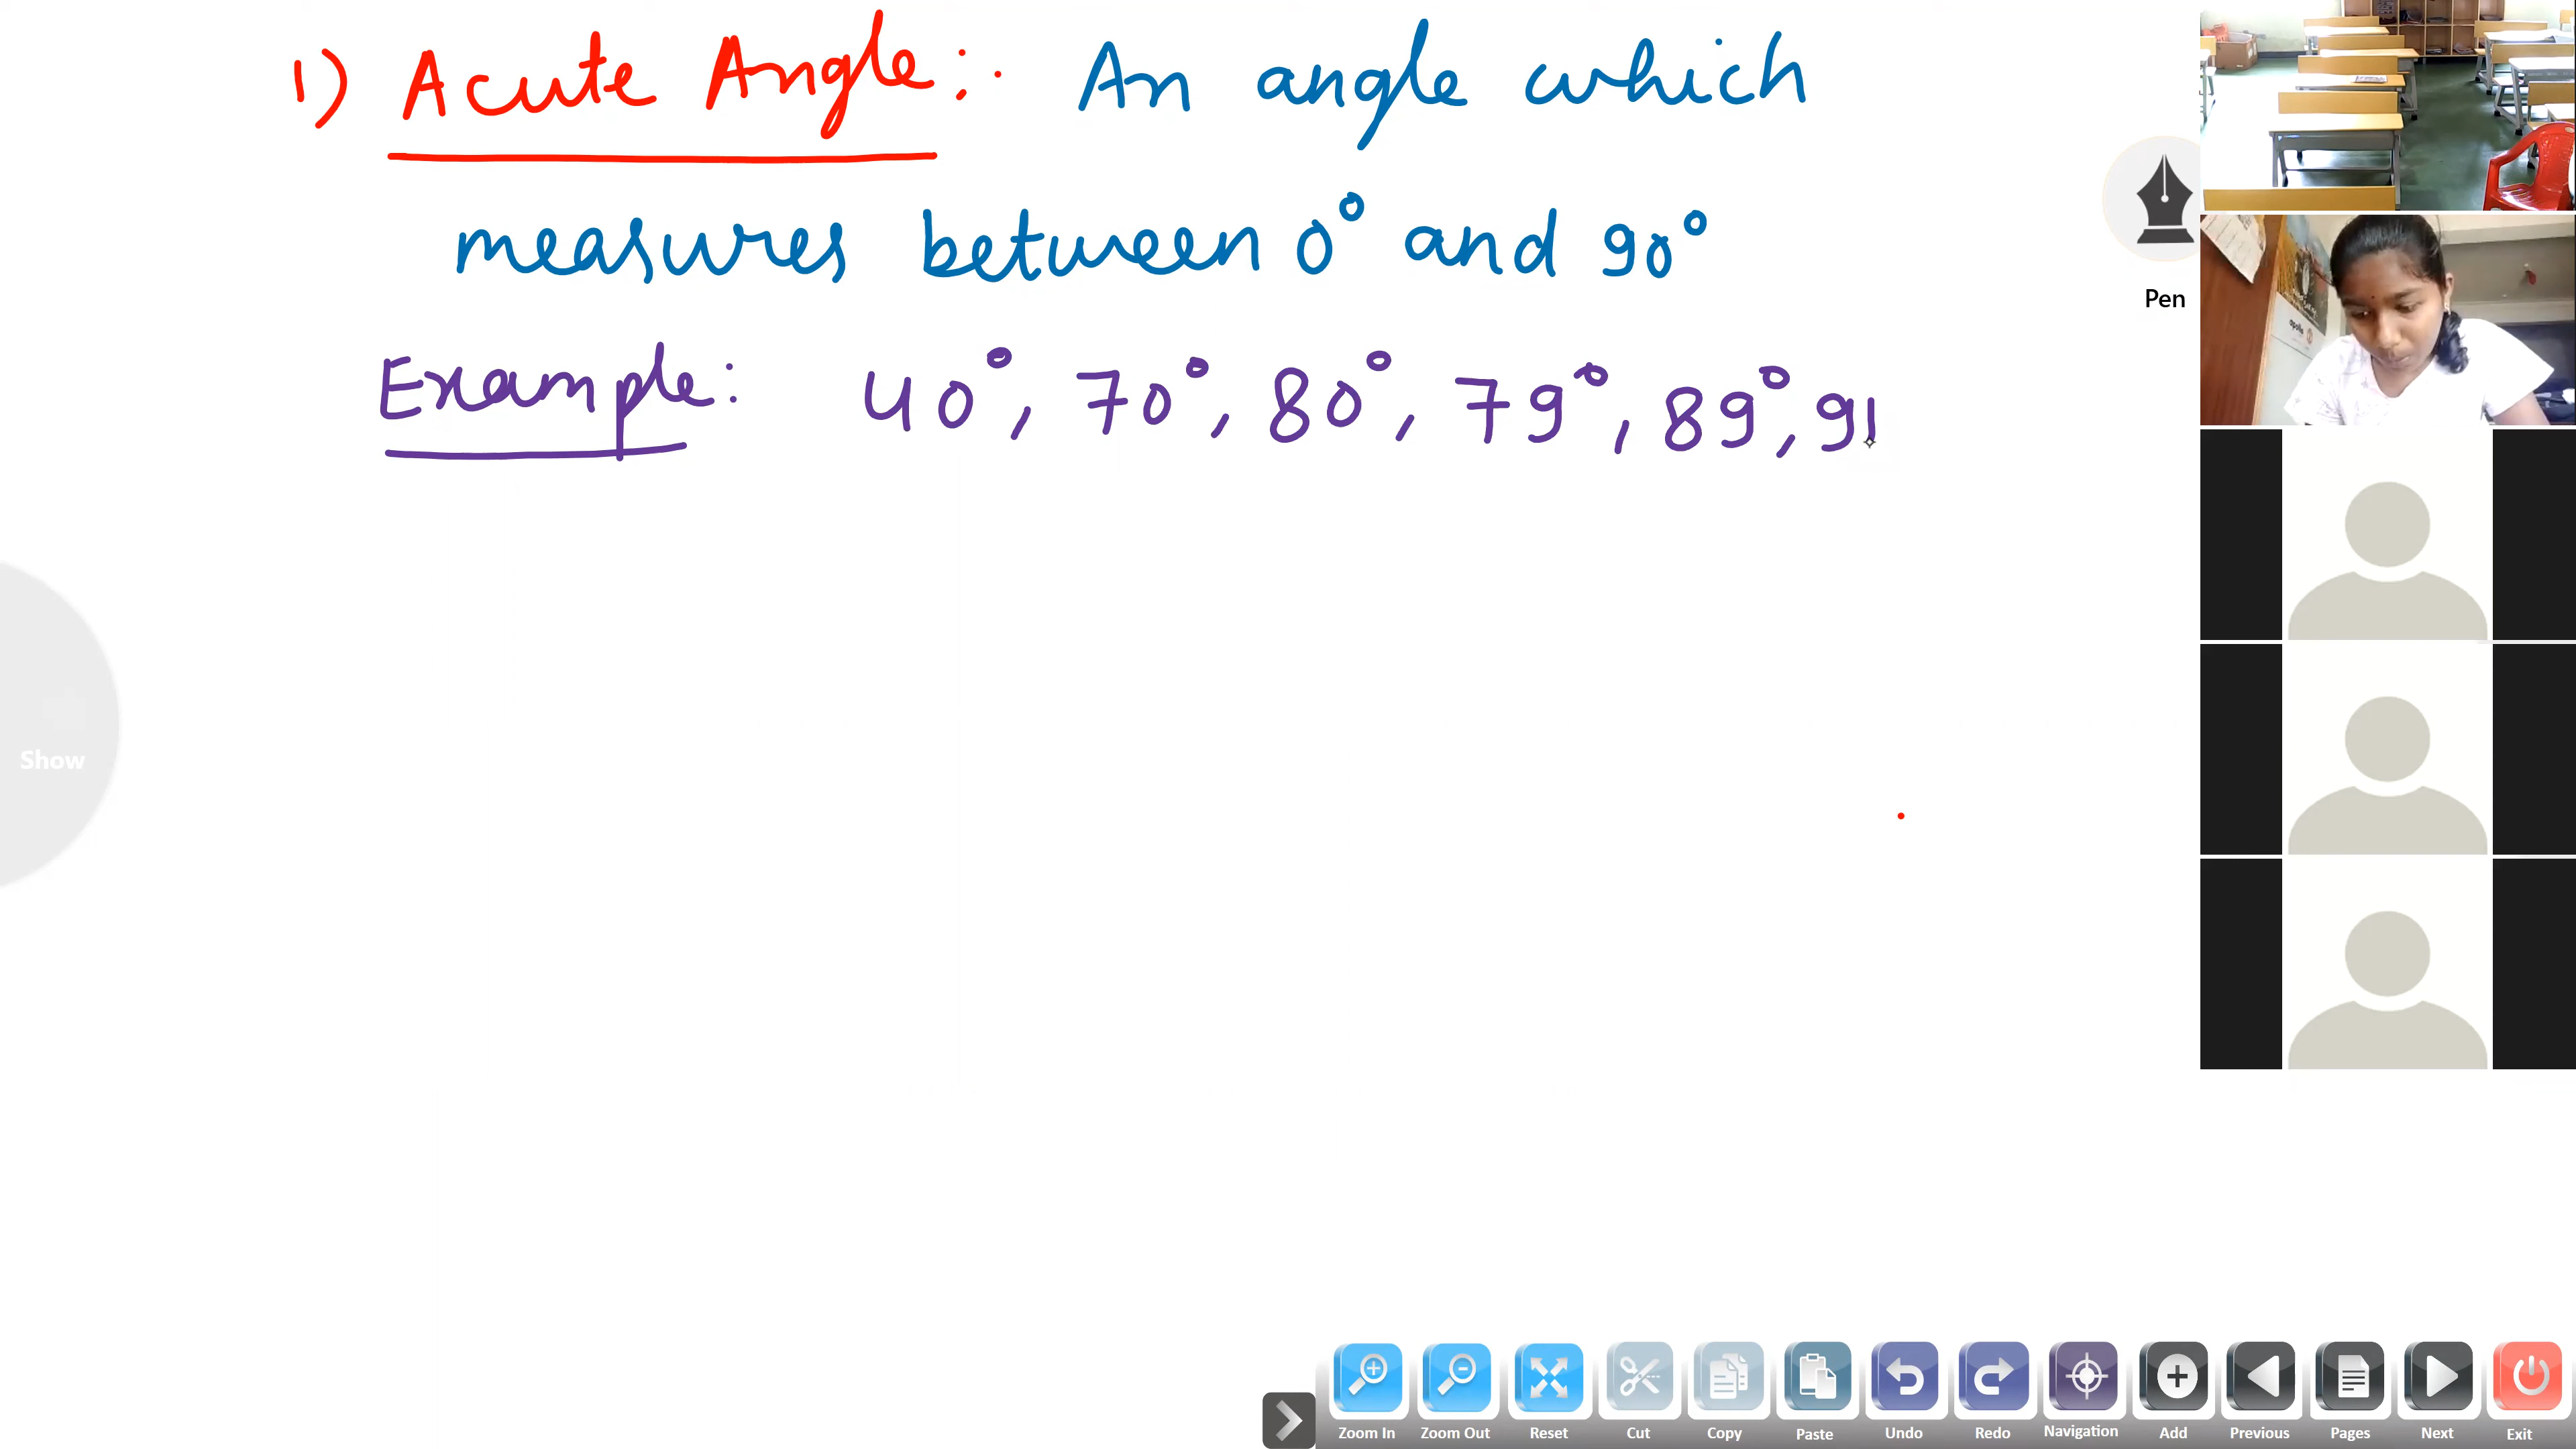 1) Acute Angle:. An angle which
measures between 0° and 90°
Example: 40°, 70°, 80°, 79°, 89°, 91
Pen
apollo
Show
Zoom In Zoom Out Reset Cut Copy Paste Undo Redo Navigation Add Previous Pages Next Exit